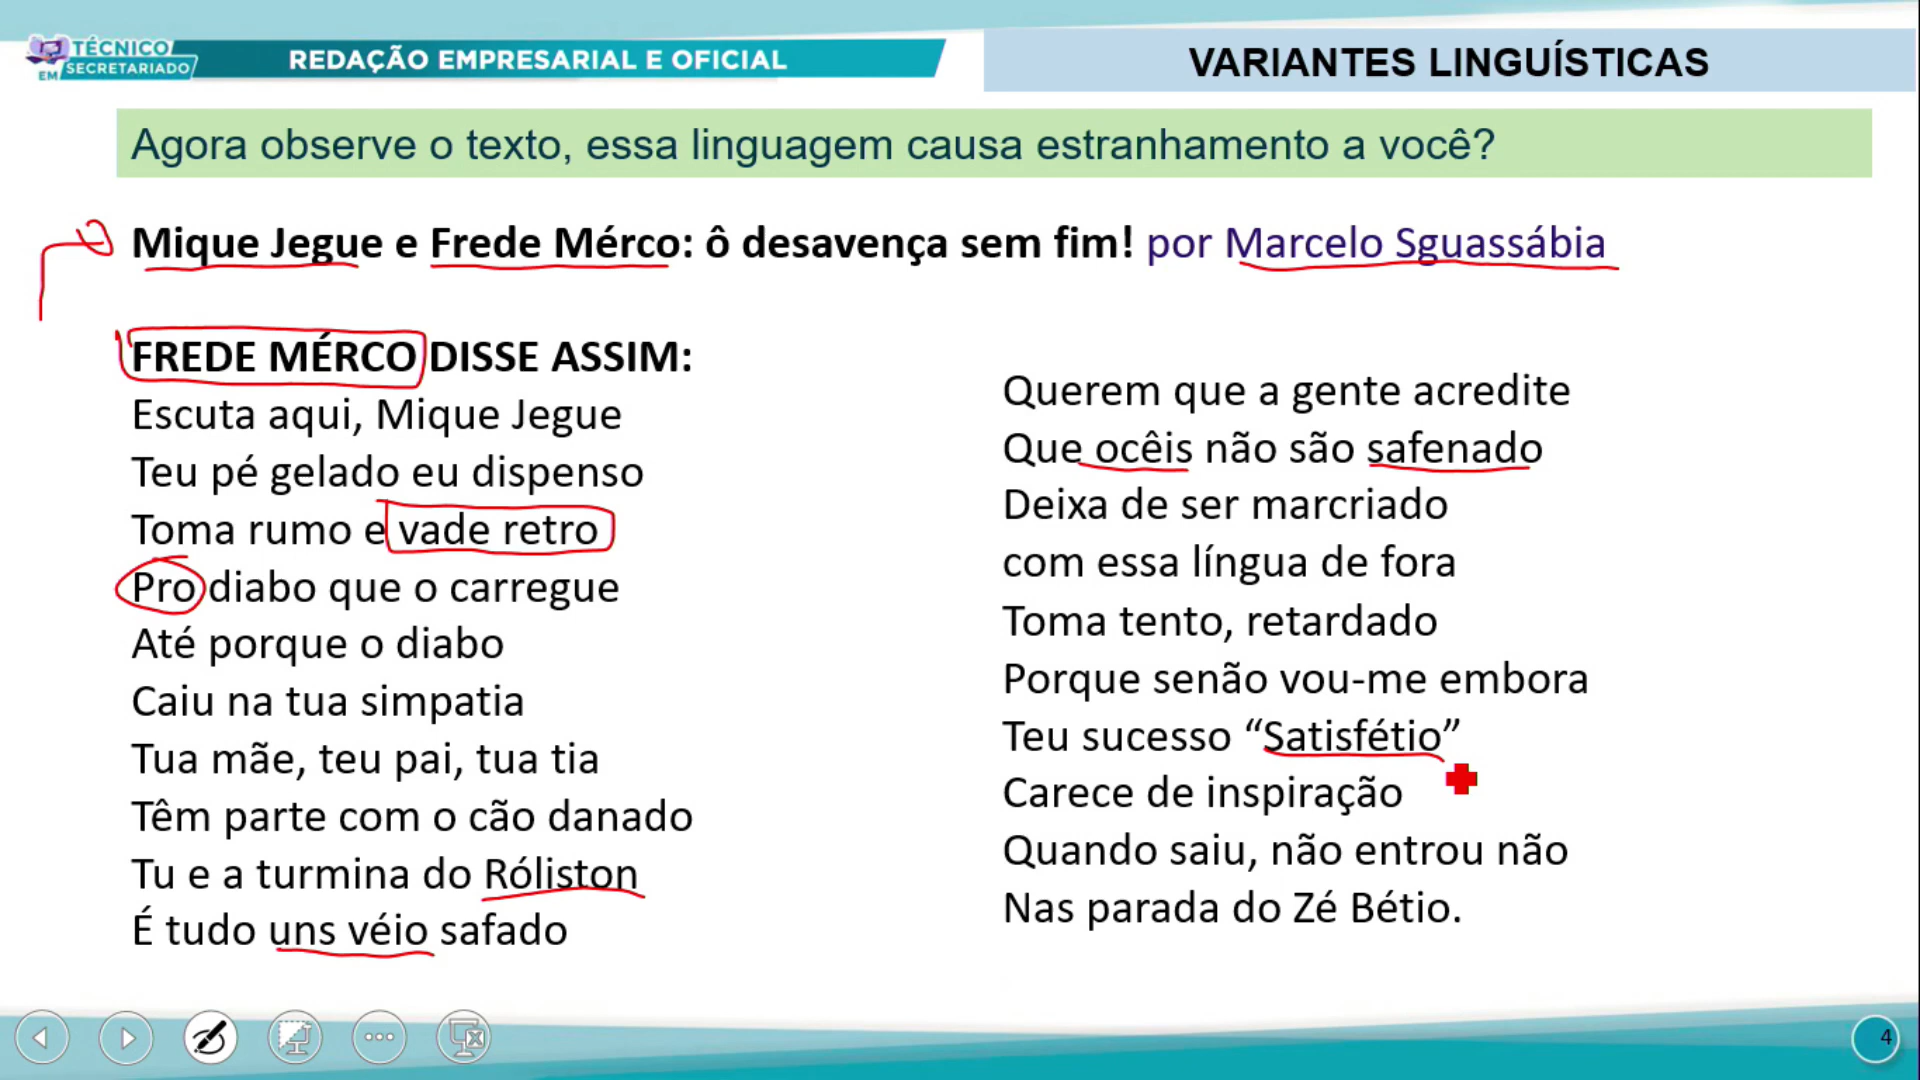 TÉCNICO
EM SECRETARIADO
REDAÇÃO EMPRESARIAL E OFICIAL
VARIANTES LINGUÍSTICAS
Agora observe o texto, essa linguagem causa estranhamento a você?
Mique Jegue e Frede Mérco: ô desavença sem fim! por Marcelo Sguassábia
FREDE MÉRCO DISSE ASSIM:
Escuta aqui, Mique Jegue
Teu pé gelado eu dispenso
Toma rumo e vade retro
Pro diabo que o carregue
Até porque o diabo
Caiu na tua simpatia
Tua mãe, teu pai, tua tia
Têm parte com o cão danado
Tu e a turmina do Róliston
É tudo uns véio safado
Querem que a gente acredite
Que ocêis não são safenado
Deixa de ser marcriado
com essa língua de fora
Toma tento, retardado
Porque senão vou-me embora
Teu sucesso “Satisfétio”
Carece de inspiração
Quando saiu, não entrou não
Nas parada do Zé Bétio.
4